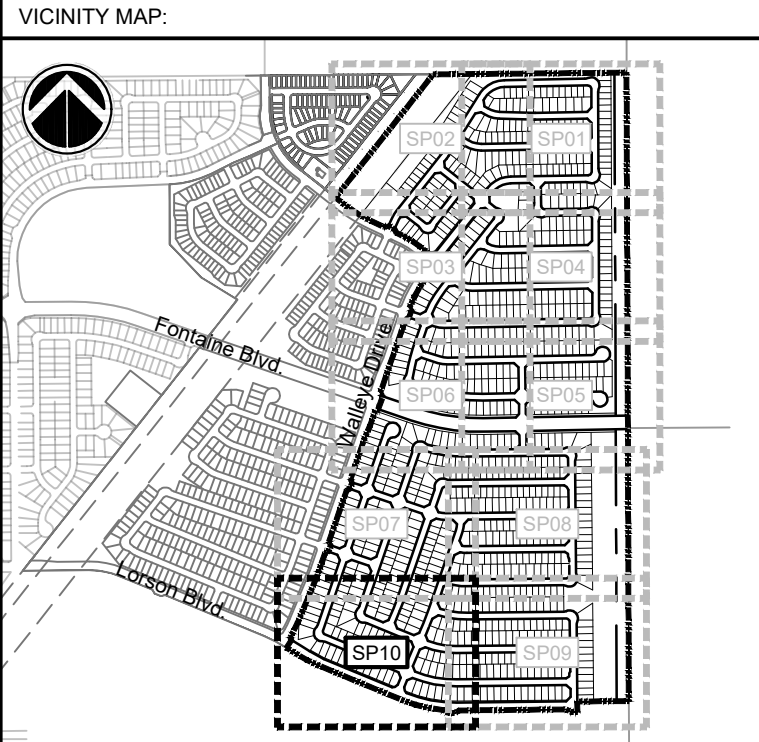 VICINITY MAP:
SP02
SP01
SP03
SP04
Fontaine Blvd.
Walleye Drive
SP06
SP05
SP07
SP08
Lorson Blvd.
SP10
SP09